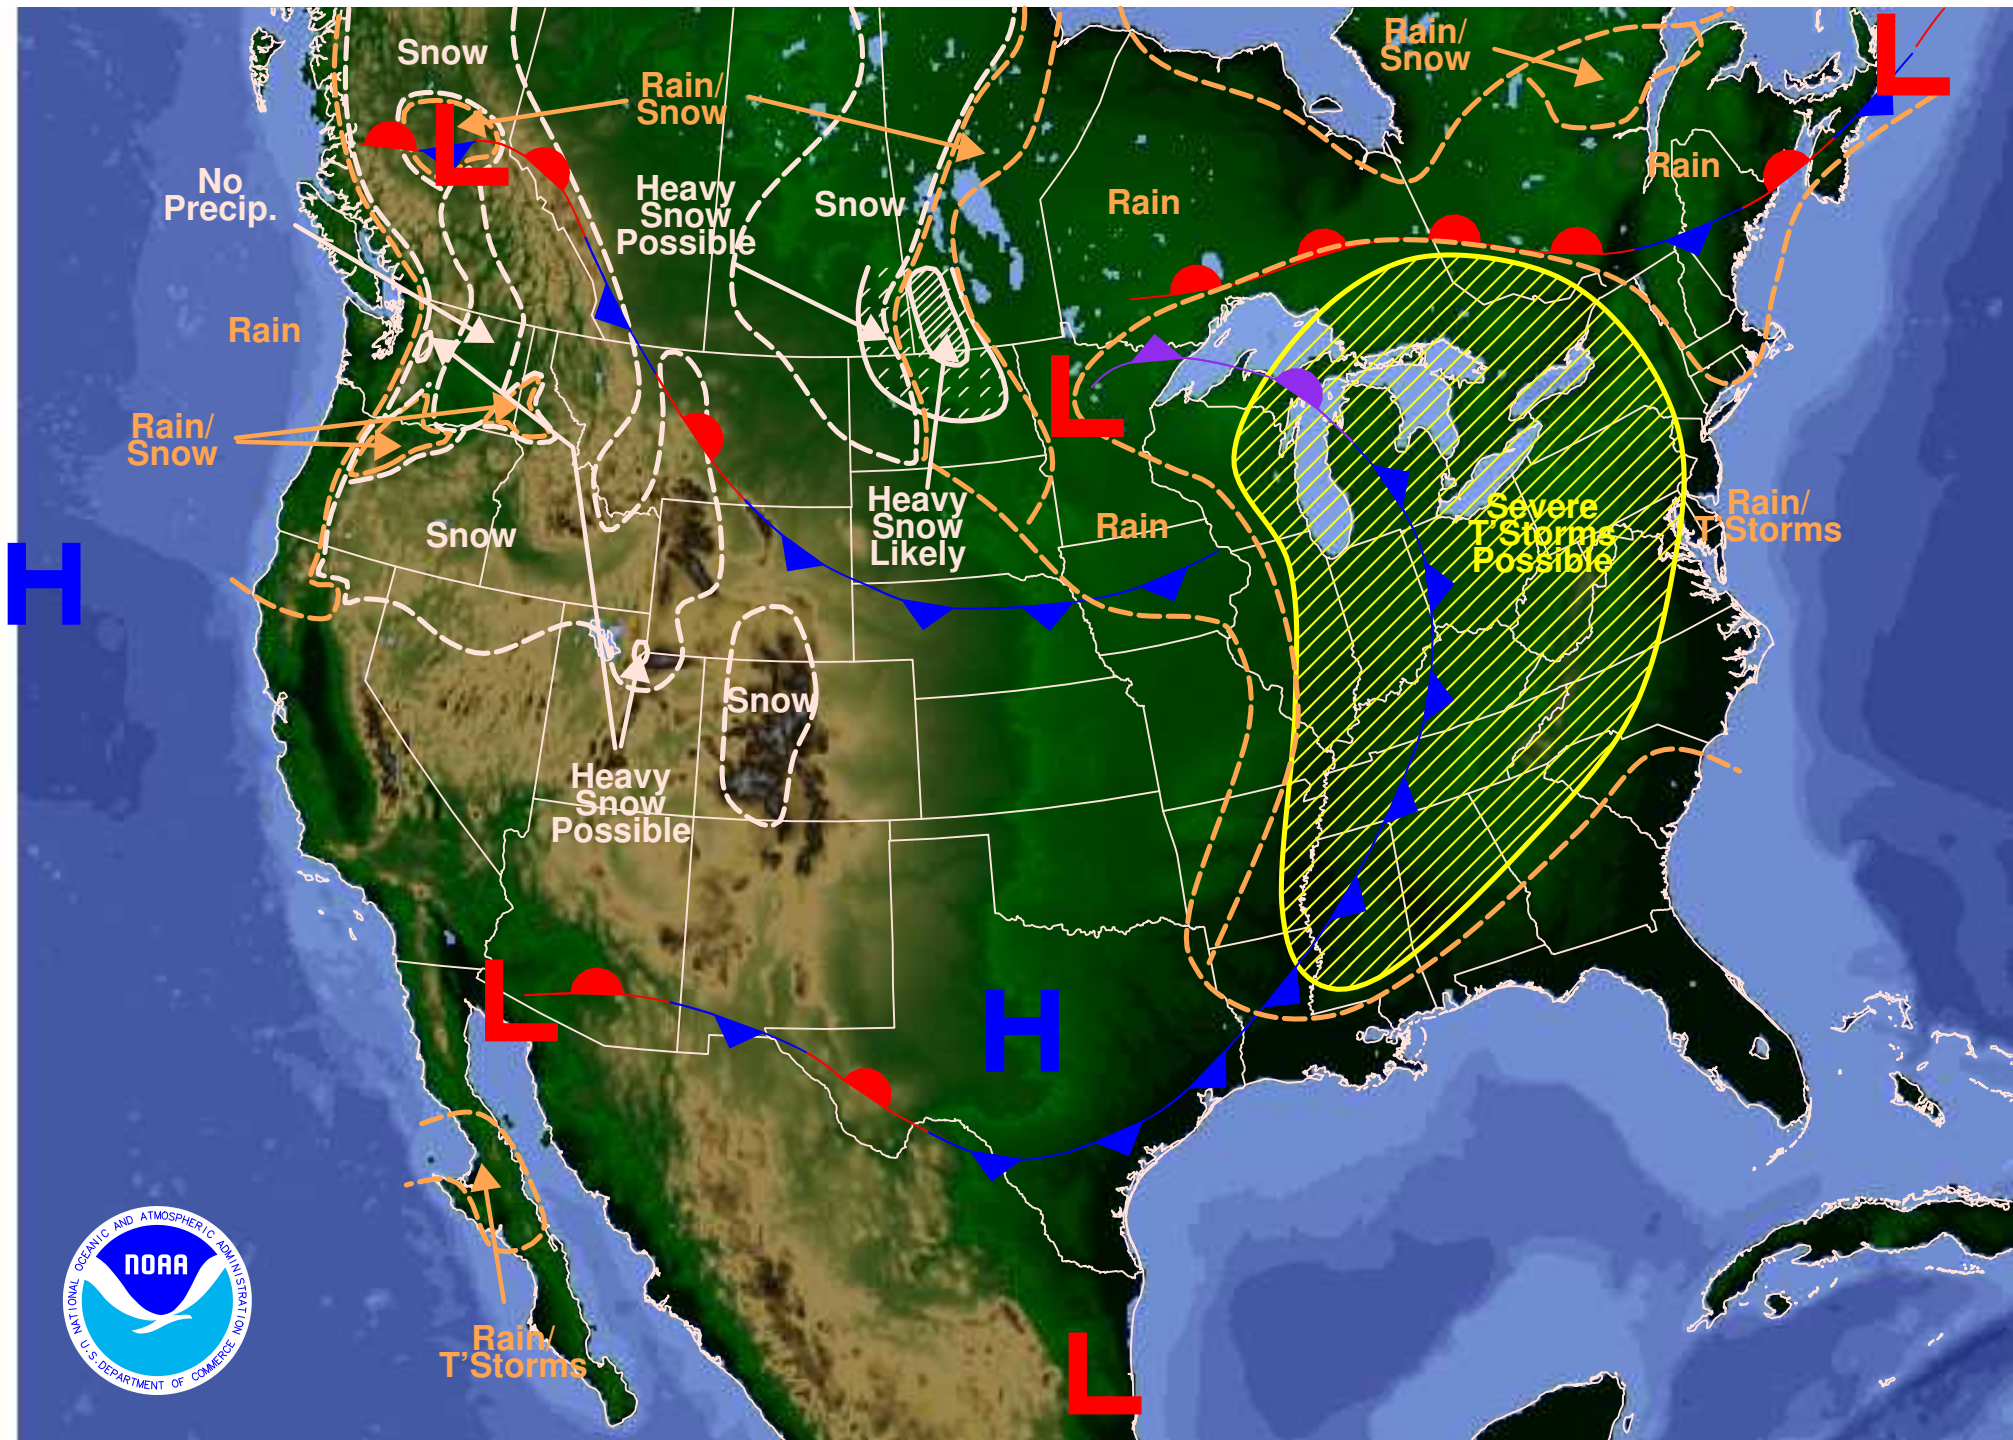 Snow
Rain/
Snow
Rain/
Snow
L
L
No
Precip.
Heavy
Snow
Possible
Snow
Rain
Rain
Rain
Rain/
Snow
L
Heavy
Snow
Likely
Rain
Severe
T'Storms
Possible
Rain/
T'Storms
Snow
H
Snow
Heavy
Snow
Possible
L
H
NATIONAL OCEANIC AND ATMOSPHERIC ADMINISTRATION
NOAA
U.S. DEPARTMENT OF COMMERCE
Rain/
T'Storms
L